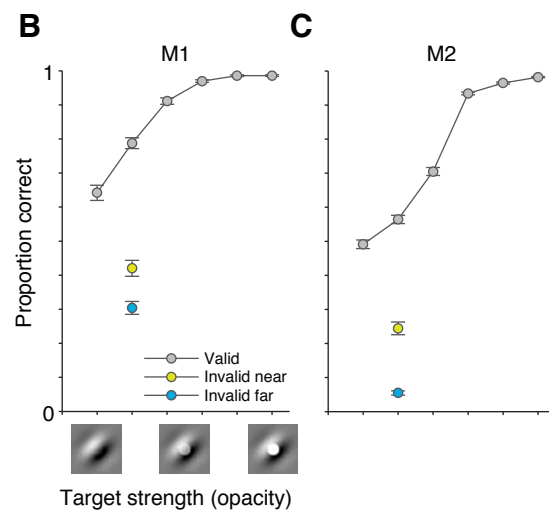 B
C
M1
M2
1
Proportion correct
Valid
Invalid near
Invalid far
0
Target strength (opacity)